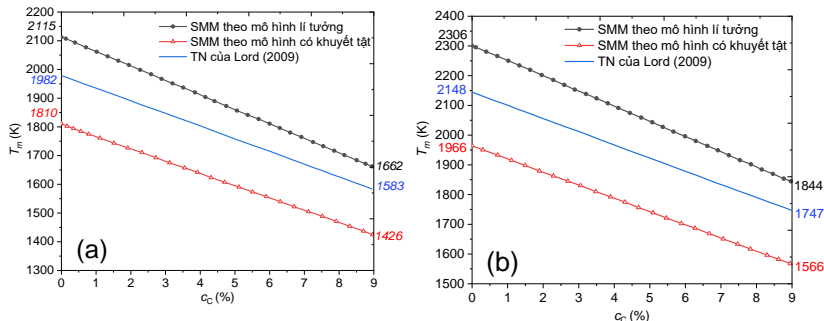 2200
2115
2100
2000
1982
1900
1810
1800
1700
1600
1500
1400
1300
T_m (K)
SMM theo mô hình lí tưởng
SMM theo mô hình có khuyết tật
TN của Lord (2009)
1662
1583
1426
(a)
0 1 2 3 4 5 6 7 8 9
c_C (%)
2400
2306
2300
2200
2148
2100
2000
1966
1900
1800
1700
1600
1500
T_m (K)
SMM theo mô hình lí tưởng
SMM theo mô hình có khuyết tật
TN của Lord (2009)
1844
1747
1566
(b)
0 1 2 3 4 5 6 7 8 9
c_C (%)